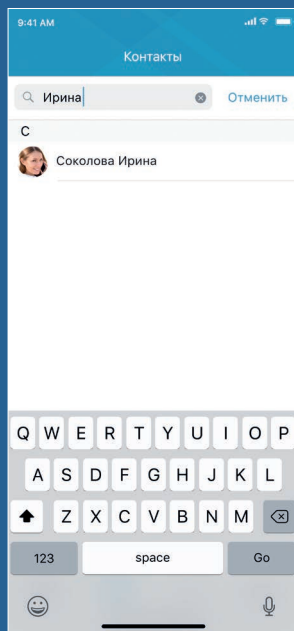 9:41 AM
Контакты
Ирина
Отменить
С
Соколова Ирина
Q W E R T Y U I O P
A S D F G H J K L
Z X C V B N M
123 space Go